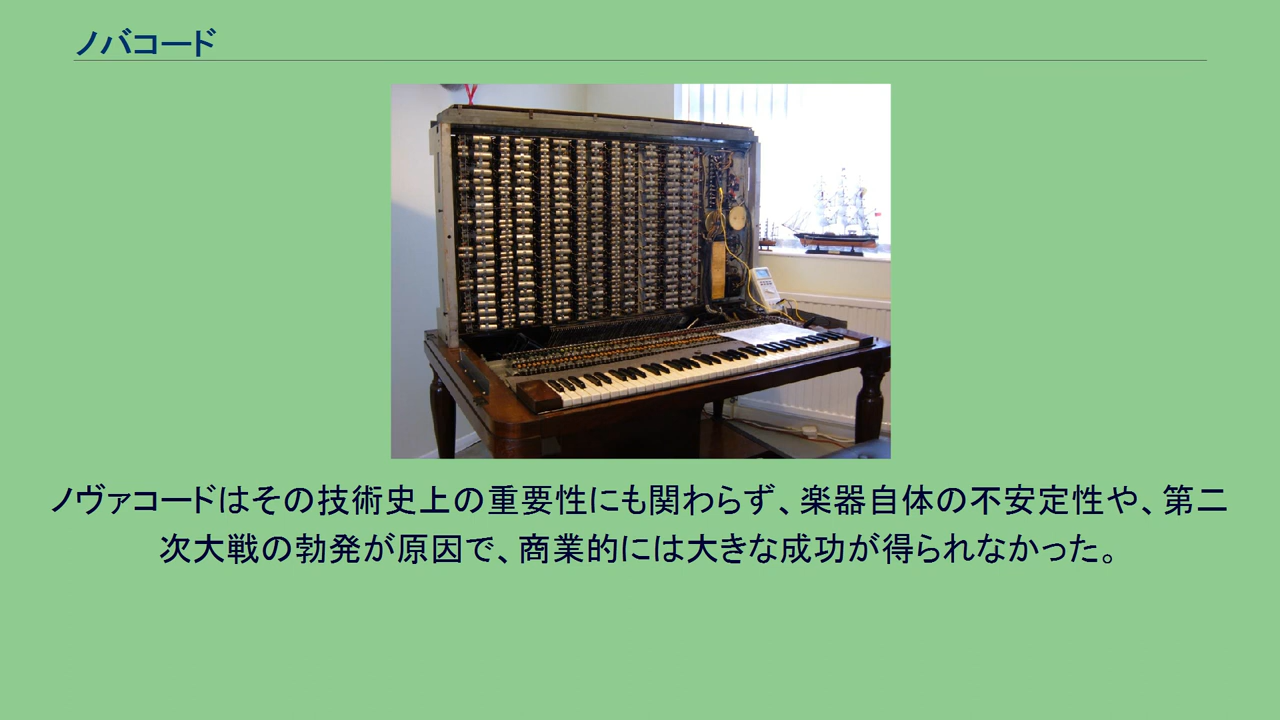 ノバコード
ノヴァコードはその技術史上の重要性にも関わらず、楽器自体の不安定性や、第二
次大戦の勃発が原因で、商業的には大きな成功が得られなかった。